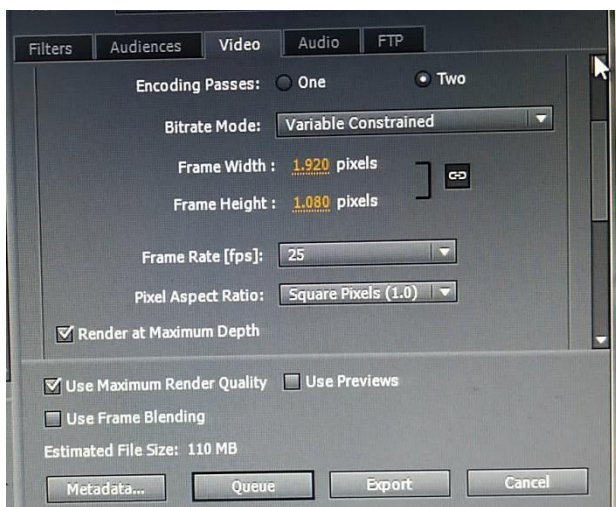 Filters Audiences Video Audio FTP
Encoding Passes: One Two
Bitrate Mode: Variable Constrained
Frame Width : 1.920 pixels
Frame Height : 1.080 pixels
Frame Rate [fps]: 25
Pixel Aspect Ratio: Square Pixels (1.0)
Render at Maximum Depth
Use Maximum Render Quality Use Previews
Use Frame Blending
Estimated File Size: 110 MB
Metadata... Queue Export Cancel